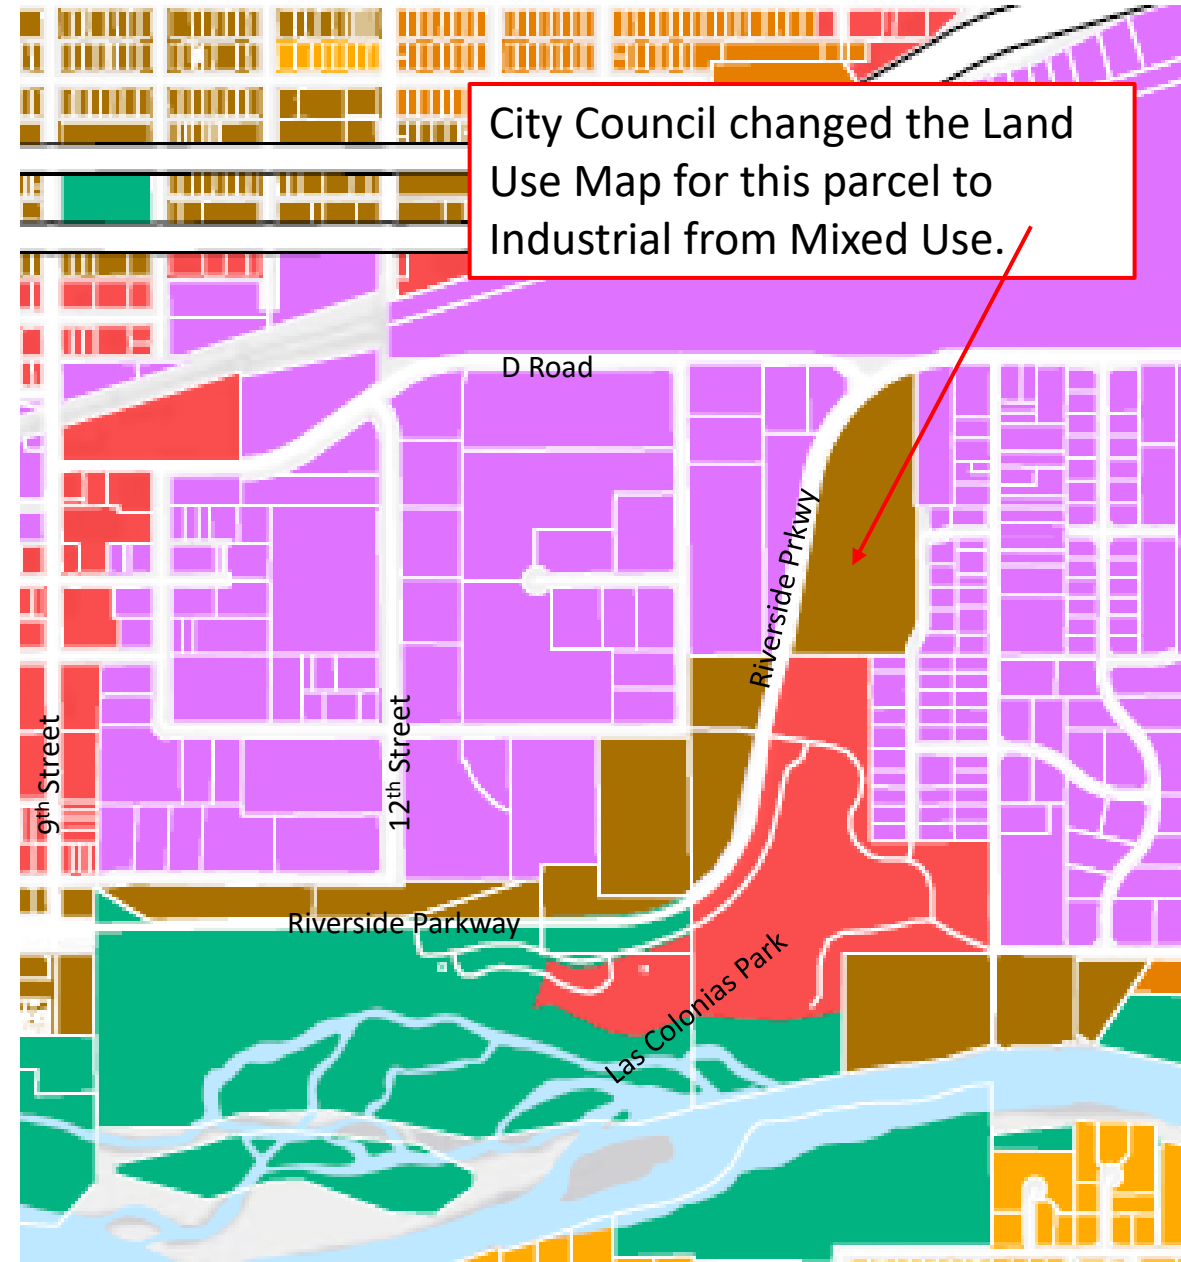 City Council changed the Land
Use Map for this parcel to
Industrial from Mixed Use.
D Road
Riverside Prkwy
9th Street
12th Street
Riverside Parkway
Las Colonias Park